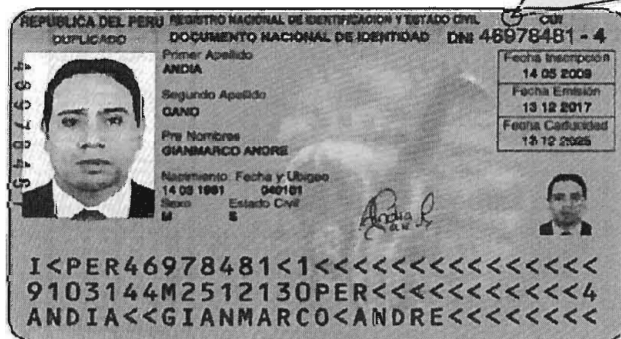 REPUBLICA DEL PERU REGISTRO NACIONAL DE IDENTIFICACION Y ESTADO CIVIL CUI
DUPLICADO DOCUMENTO NACIONAL DE IDENTIDAD DNI 46978481 - 4
Primer Apellido
ANDIA
Segundo Apellido
Pre Nombres
GIANMARCO ANDRE
Nacimiento: Fecha y Ubigeo
14 03 1991 040101
Sexo Estado Civil
M S
Fecha Inscripción
14 05 2009
Fecha Emisión
13 12 2017
Fecha Caducidad
13 12 2025
46978481
I<PER46978481<1<<<<<<<<<<<<<<<
9103144M2512130PER<<<<<<<<<<<4
ANDIA<<GIANMARCO<ANDRE<<<<<<<<